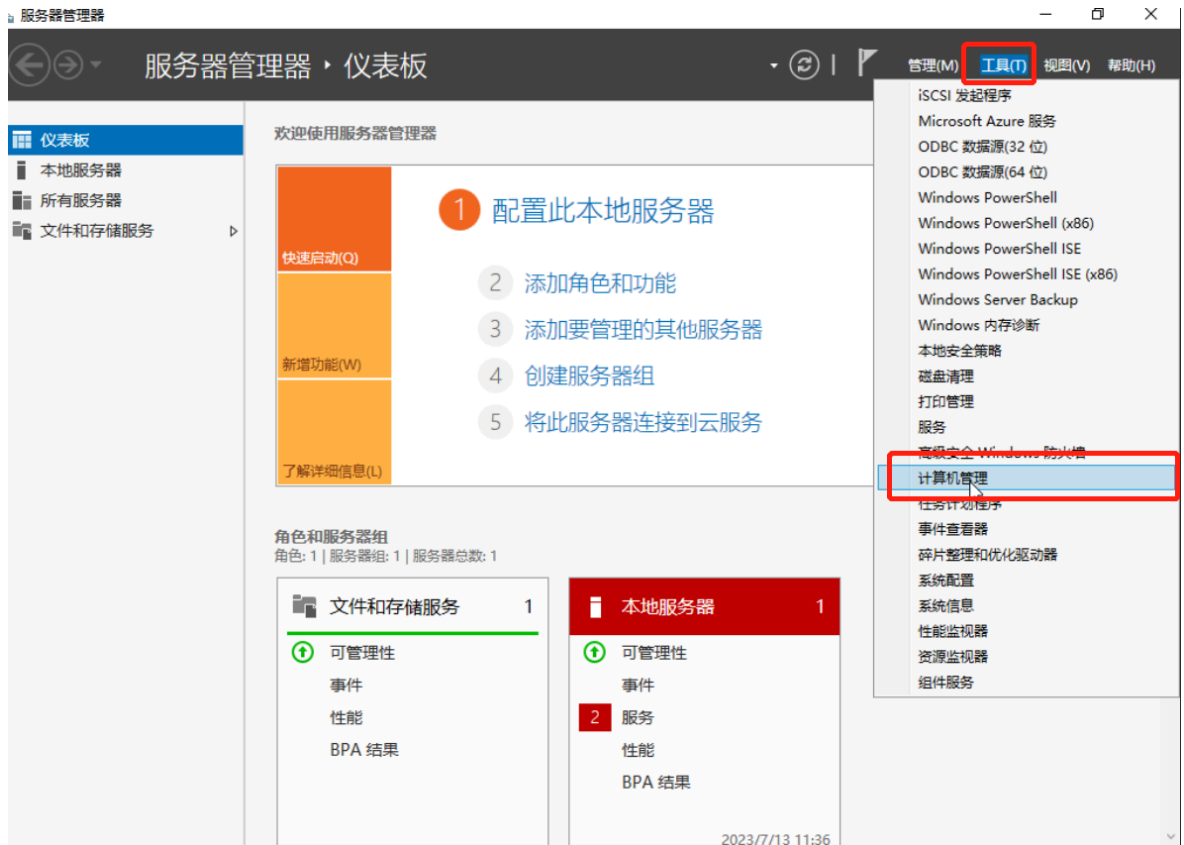 服务器管理器
服务器管理器 · 仪表板
管理(M) 工具(T) 视图(V) 帮助(H)
仪表板
本地服务器
所有服务器
文件和存储服务
欢迎使用服务器管理器
快速启动(Q)
新增功能(W)
了解详细信息(L)
1 配置此本地服务器
2 添加角色和功能
3 添加要管理的其他服务器
4 创建服务器组
5 将此服务器连接到云服务
角色和服务器组
角色: 1 | 服务器组: 1 | 服务器总数: 1
文件和存储服务 1
可管理性
事件
性能
BPA 结果
本地服务器 1
可管理性
事件
2 服务
性能
BPA 结果
2023/7/13 11:36
iSCSI 发起程序
Microsoft Azure 服务
ODBC 数据源(32 位)
ODBC 数据源(64 位)
Windows PowerShell
Windows PowerShell (x86)
Windows PowerShell ISE
Windows PowerShell ISE (x86)
Windows Server Backup
Windows 内存诊断
本地安全策略
磁盘清理
打印管理
服务
高级安全 Windows 防火墙
计算机管理
任务计划程序
事件查看器
碎片整理和优化驱动器
系统配置
系统信息
性能监视器
资源监视器
组件服务